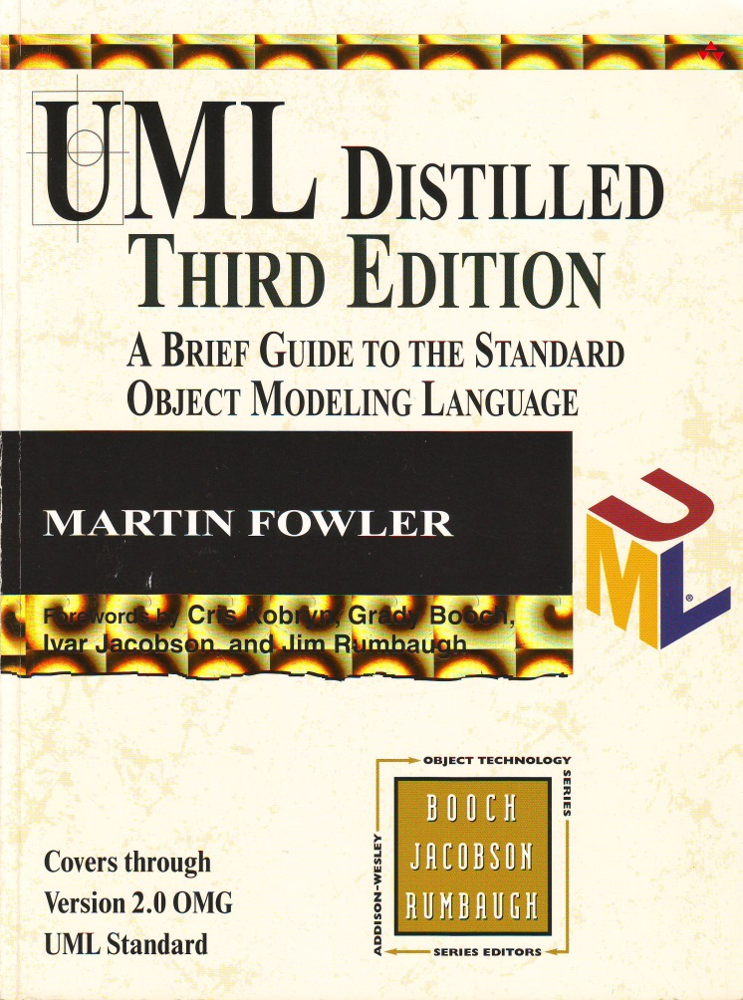 UML DISTILLED
THIRD EDITION
A BRIEF GUIDE TO THE STANDARD
OBJECT MODELING LANGUAGE
MARTIN FOWLER
UML®
Forewords by Cris Kobryn, Grady Booch,
Ivar Jacobson, and Jim Rumbaugh
OBJECT TECHNOLOGY
SERIES
BOOCH
JACOBSON
RUMBAUGH
ADDISON-WESLEY
SERIES EDITORS
Covers through
Version 2.0 OMG
UML Standard